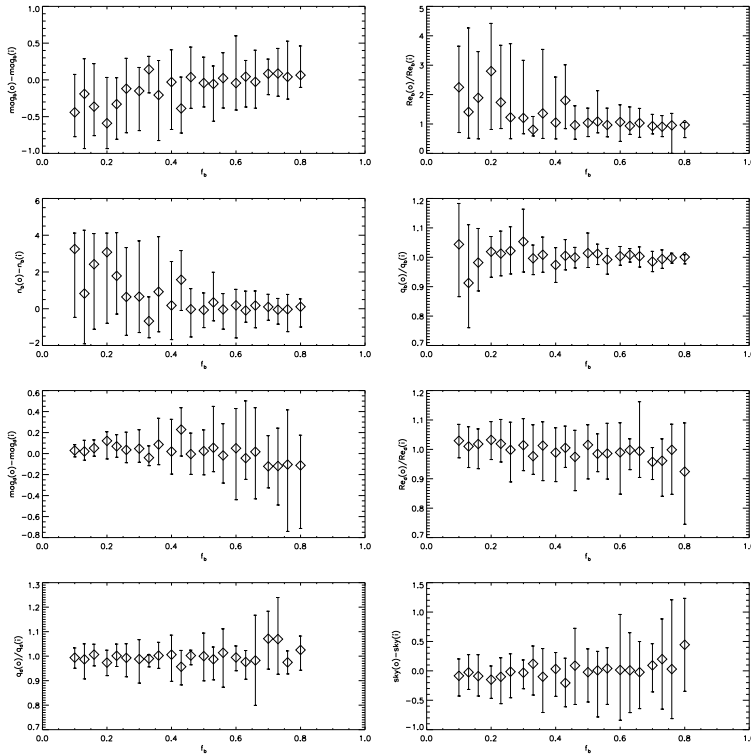 mag_b(o)−mag_b(i)
1.0
0.5
0.0
−0.5
−1.0
0.0 0.2 0.4 0.6 0.8 1.0
f_b
Re_b(o)/Re_b(i)
5
4
3
2
1
0
0.0 0.2 0.4 0.6 0.8 1.0
f_b
n_b(o)−n_b(i)
6
4
2
0
−2
0.0 0.2 0.4 0.6 0.8 1.0
f_b
q_b(o)/q_b(i)
1.2
1.1
1.0
0.9
0.8
0.7
0.0 0.2 0.4 0.6 0.8 1.0
f_b
mag_d(o)−mag_d(i)
0.6
0.4
0.2
0.0
−0.2
−0.4
−0.6
−0.8
0.0 0.2 0.4 0.6 0.8 1.0
f_b
Re_d(o)/Re_d(i)
1.2
1.1
1.0
0.9
0.8
0.7
0.0 0.2 0.4 0.6 0.8 1.0
f_b
q_d(o)/q_d(i)
1.3
1.2
1.1
1.0
0.9
0.8
0.7
0.0 0.2 0.4 0.6 0.8 1.0
f_b
sky(o)−sky(i)
1.5
1.0
0.5
0.0
−0.5
−1.0
0.0 0.2 0.4 0.6 0.8 1.0
f_b